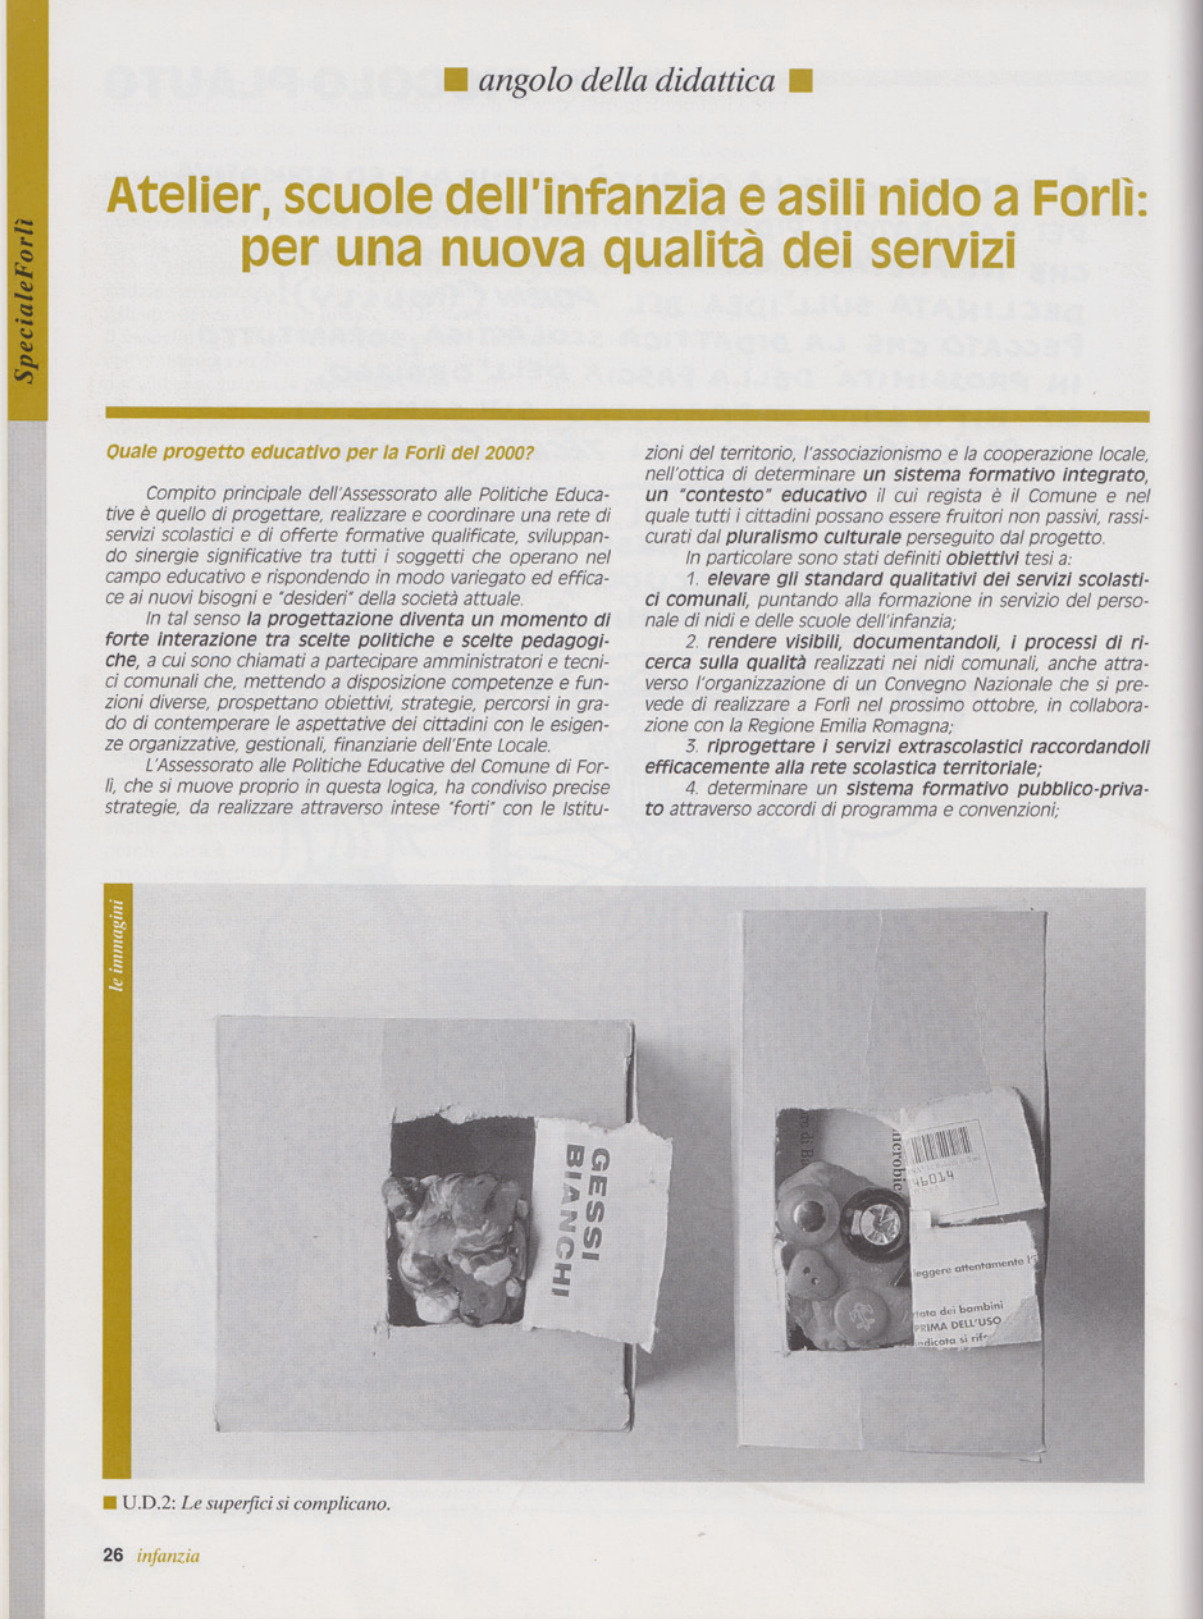 SpecialeForlì
angolo della didattica
Atelier, scuole dell'infanzia e asili nido a Forlì:
per una nuova qualità dei servizi
Quale progetto educativo per la Forlì del 2000?
Compito principale dell'Assessorato alle Politiche Educa-
tive è quello di progettare, realizzare e coordinare una rete di
servizi scolastici e di offerte formative qualificate, sviluppan-
do sinergie significative tra tutti i soggetti che operano nel
campo educativo e rispondendo in modo variegato ed effica-
ce ai nuovi bisogni e "desideri" della società attuale.
In tal senso la progettazione diventa un momento di
forte interazione tra scelte politiche e scelte pedagogi-
che, a cui sono chiamati a partecipare amministratori e tecni-
ci comunali che, mettendo a disposizione competenze e fun-
zioni diverse, prospettano obiettivi, strategie, percorsi in gra-
do di contemperare le aspettative dei cittadini con le esigen-
ze organizzative, gestionali, finanziarie dell'Ente Locale.
L'Assessorato alle Politiche Educative del Comune di For-
lì, che si muove proprio in questa logica, ha condiviso precise
strategie, da realizzare attraverso intese "forti" con le Istitu-
zioni del territorio, l'associazionismo e la cooperazione locale,
nell'ottica di determinare un sistema formativo integrato,
un "contesto" educativo il cui regista è il Comune e nel
quale tutti i cittadini possano essere fruitori non passivi, rassi-
curati dal pluralismo culturale perseguito dal progetto.
In particolare sono stati definiti obiettivi tesi a:
1. elevare gli standard qualitativi dei servizi scolasti-
ci comunali, puntando alla formazione in servizio del perso-
nale di nidi e delle scuole dell'infanzia;
2. rendere visibili, documentandoli, i processi di ri-
cerca sulla qualità realizzati nei nidi comunali, anche attra-
verso l'organizzazione di un Convegno Nazionale che si pre-
vede di realizzare a Forlì nel prossimo ottobre, in collabora-
zione con la Regione Emilia Romagna;
3. riprogettare i servizi extrascolastici raccordandoli
efficacemente alla rete scolastica territoriale;
4. determinare un sistema formativo pubblico-priva-
to attraverso accordi di programma e convenzioni;
le immagini
GESSI
BIANCHI
ro di Ba
nicrobic
46014
leggere attentamente l'
dei bambini
PRIMA DELL'USO
si rife
U.D.2: Le superfici si complicano.
26 infanzia